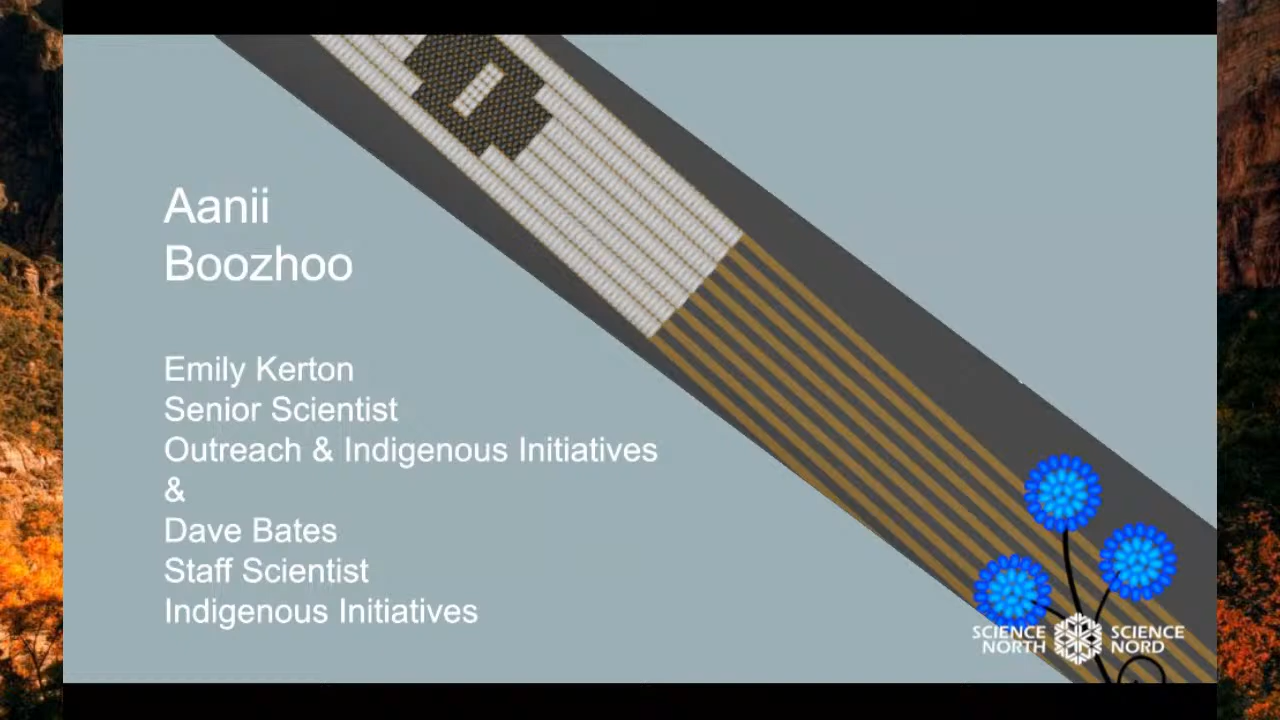 Aanii
Boozhoo
Emily Kerton
Senior Scientist
Outreach & Indigenous Initiatives
&
Dave Bates
Staff Scientist
Indigenous Initiatives
SCIENCE NORTH
SCIENCE NORD